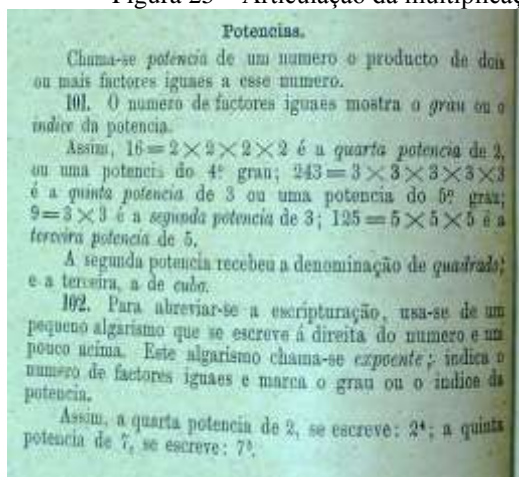 Figura 25 – Articulação da multiplicaç
Potencias.
Chama-se potencia de um numero o producto de dois
ou mais factores iguaes a esse numero.
101. O numero de factores iguaes mostra o grau ou o
indice da potencia.
Assim, 16=2×2×2×2 é a quarta potencia de 2,
ou uma potencia do 4º grau; 243=3×3×3×3×3
é a quinta potencia de 3 ou uma potencia do 5º grau;
9=3×3 é a segunda potencia de 3; 125=5×5×5 é a
terceira potencia de 5.
A segunda potencia recebeu a denominação de quadrado;
e a terceira, a de cubo.
102. Para abreviar-se a escripturação, usa-se de um
pequeno algarismo que se escreve á direita do numero e um
pouco acima. Este algarismo chama-se expoente; indica o
numero de factores iguaes e marca o grau ou o indice da
potencia.
Assim, a quarta potencia de 2, se escreve: 2⁴; a quinta
potencia de 7, se escreve: 7⁵.